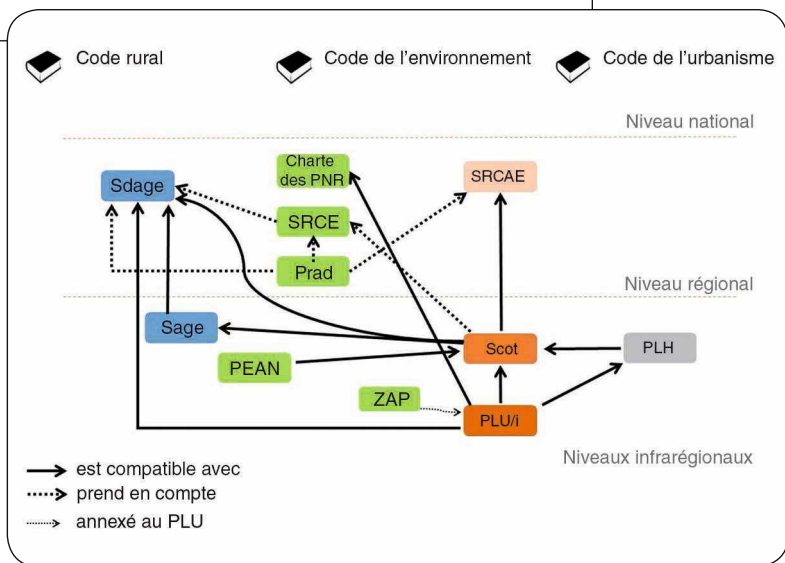 Code rural
Code de l'environnement
Code de l'urbanisme
Niveau national
Charte
des PNR
SRCAE
Sdage
SRCE
Prad
Niveau régional
Sage
Scot
PLH
PEAN
ZAP
PLU/i
Niveaux infrarégionaux
est compatible avec
prend en compte
annexé au PLU